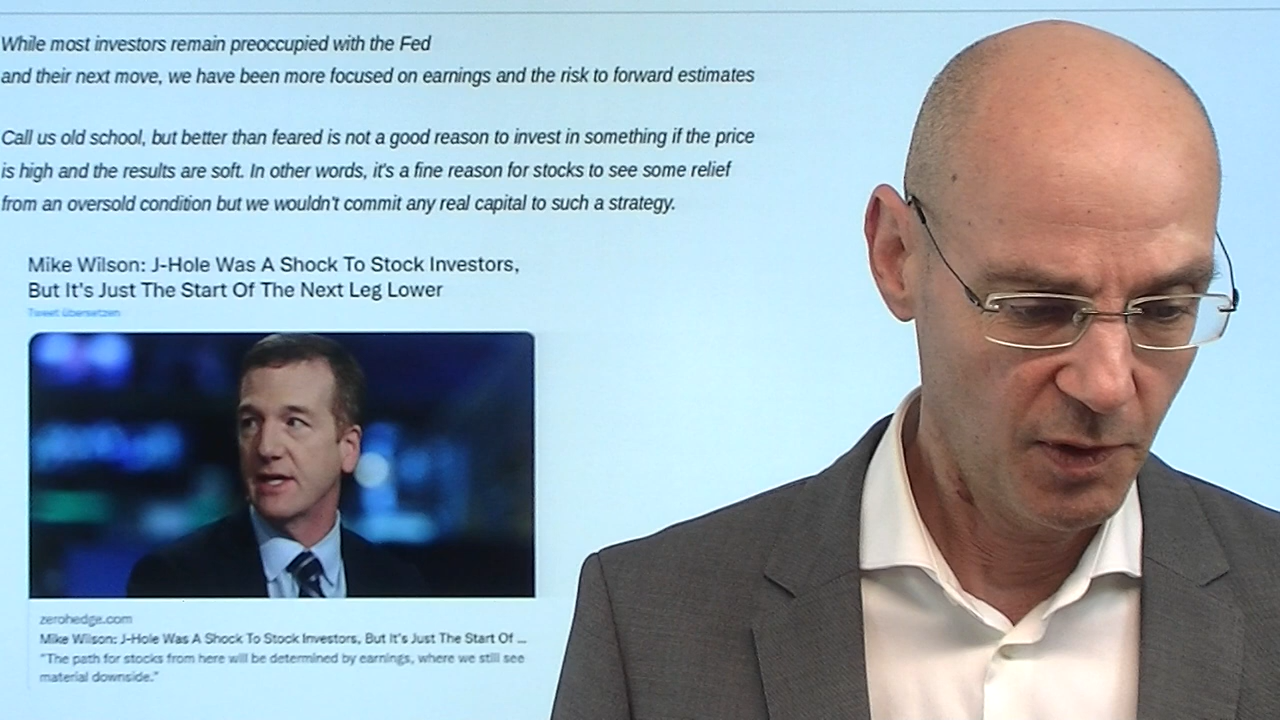 While most investors remain preoccupied with the Fed
and their next move, we have been more focused on earnings and the risk to forward estimates
Call us old school, but better than feared is not a good reason to invest in something if the price
is high and the results are soft. In other words, it's a fine reason for stocks to see some relief
from an oversold condition but we wouldn't commit any real capital to such a strategy.
Mike Wilson: J-Hole Was A Shock To Stock Investors,
But It's Just The Start Of The Next Leg Lower
Tweet übersetzen
zerohedge.com
Mike Wilson: J-Hole Was A Shock To Stock Investors, But It's Just The Start Of ...
"The path for stocks from here will be determined by earnings, where we still see
material downside."